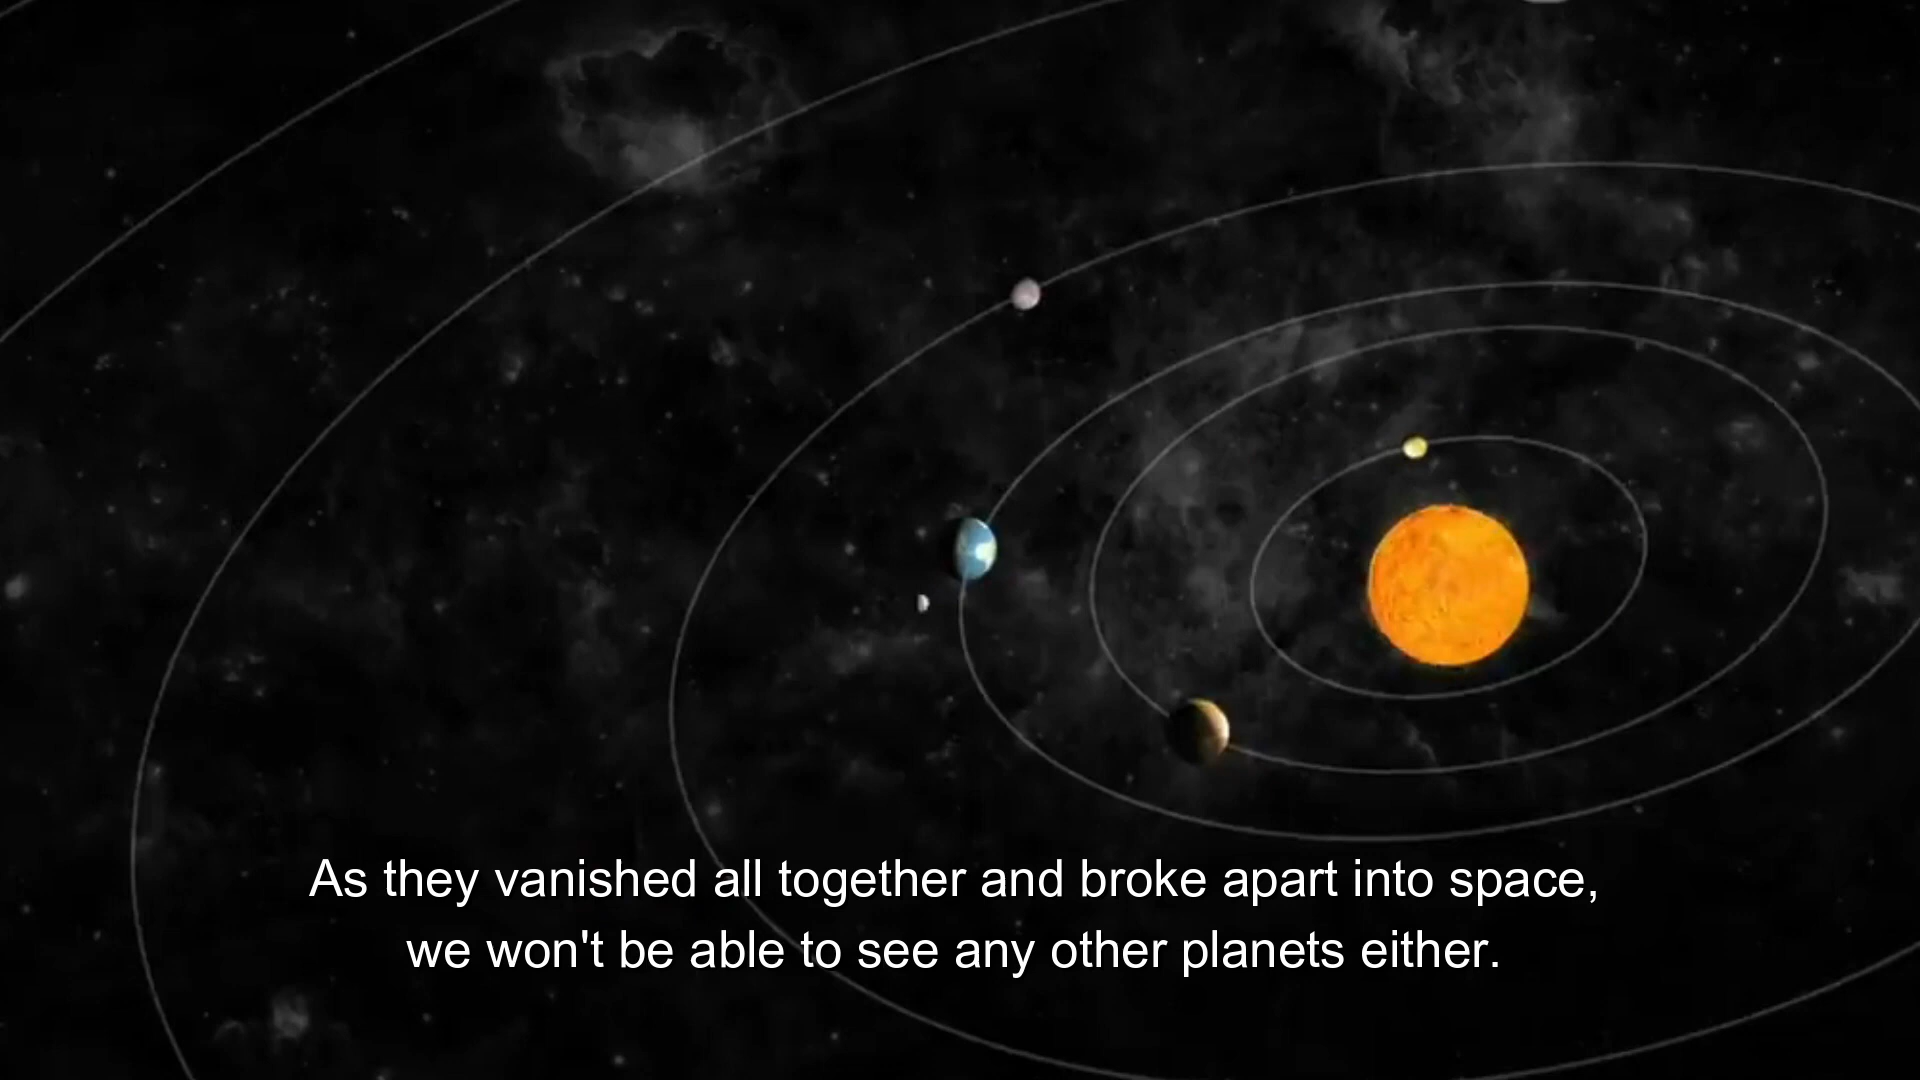 As they vanished all together and broke apart into space,
we won't be able to see any other planets either.